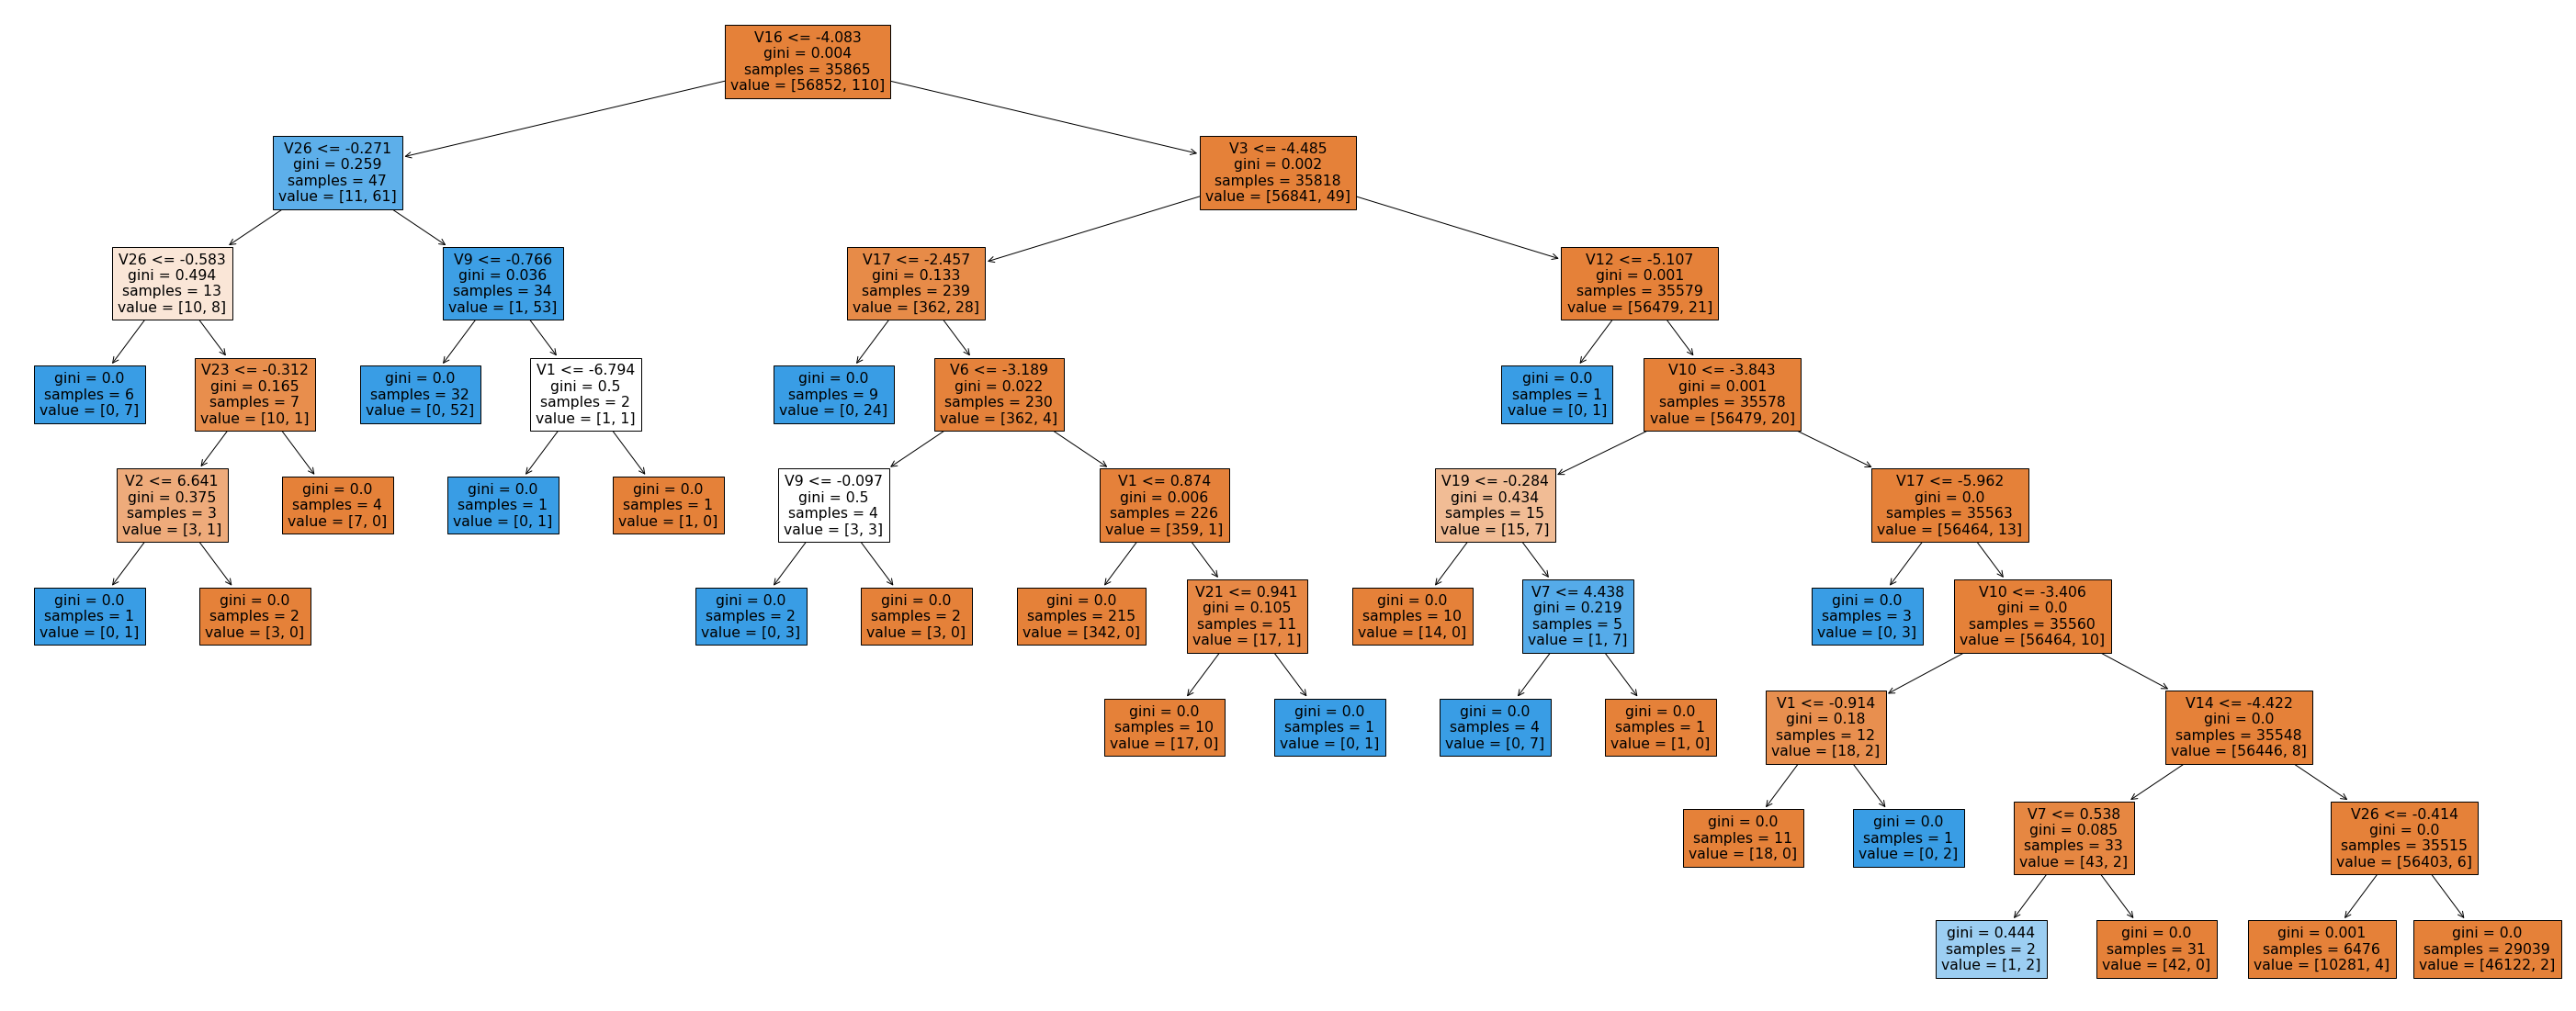 V16 <= -4.083
gini = 0.004
samples = 35865
value = [56852, 110]
V26 <= -0.271
gini = 0.259
samples = 47
value = [11, 61]
V3 <= -4.485
gini = 0.002
samples = 35818
value = [56841, 49]
V26 <= -0.583
gini = 0.494
samples = 13
value = [10, 8]
V9 <= -0.766
gini = 0.036
samples = 34
value = [1, 53]
V17 <= -2.457
gini = 0.133
samples = 239
value = [362, 28]
V12 <= -5.107
gini = 0.001
samples = 35579
value = [56479, 21]
gini = 0.0
samples = 6
value = [0, 7]
V23 <= -0.312
gini = 0.165
samples = 7
value = [10, 1]
gini = 0.0
samples = 32
value = [0, 52]
V1 <= -6.794
gini = 0.5
samples = 2
value = [1, 1]
gini = 0.0
samples = 9
value = [0, 24]
V6 <= -3.189
gini = 0.022
samples = 230
value = [362, 4]
gini = 0.0
samples = 1
value = [0, 1]
V10 <= -3.843
gini = 0.001
samples = 35578
value = [56479, 20]
V2 <= 6.641
gini = 0.375
samples = 3
value = [3, 1]
gini = 0.0
samples = 4
value = [7, 0]
gini = 0.0
samples = 1
value = [0, 1]
gini = 0.0
samples = 1
value = [1, 0]
V9 <= -0.097
gini = 0.5
samples = 4
value = [3, 3]
V1 <= 0.874
gini = 0.006
samples = 226
value = [359, 1]
V19 <= -0.284
gini = 0.434
samples = 15
value = [15, 7]
V17 <= -5.962
gini = 0.0
samples = 35563
value = [56464, 13]
gini = 0.0
samples = 1
value = [0, 1]
gini = 0.0
samples = 2
value = [3, 0]
gini = 0.0
samples = 2
value = [0, 3]
gini = 0.0
samples = 2
value = [3, 0]
gini = 0.0
samples = 215
value = [342, 0]
V21 <= 0.941
gini = 0.105
samples = 11
value = [17, 1]
gini = 0.0
samples = 10
value = [14, 0]
V7 <= 4.438
gini = 0.219
samples = 5
value = [1, 7]
gini = 0.0
samples = 3
value = [0, 3]
V10 <= -3.406
gini = 0.0
samples = 35560
value = [56464, 10]
gini = 0.0
samples = 10
value = [17, 0]
gini = 0.0
samples = 1
value = [0, 1]
gini = 0.0
samples = 4
value = [0, 7]
gini = 0.0
samples = 1
value = [1, 0]
V1 <= -0.914
gini = 0.18
samples = 12
value = [18, 2]
V14 <= -4.422
gini = 0.0
samples = 35548
value = [56446, 8]
gini = 0.0
samples = 11
value = [18, 0]
gini = 0.0
samples = 1
value = [0, 2]
V7 <= 0.538
gini = 0.085
samples = 33
value = [43, 2]
V26 <= -0.414
gini = 0.0
samples = 35515
value = [56403, 6]
gini = 0.444
samples = 2
value = [1, 2]
gini = 0.0
samples = 31
value = [42, 0]
gini = 0.001
samples = 6476
value = [10281, 4]
gini = 0.0
samples = 29039
value = [46122, 2]